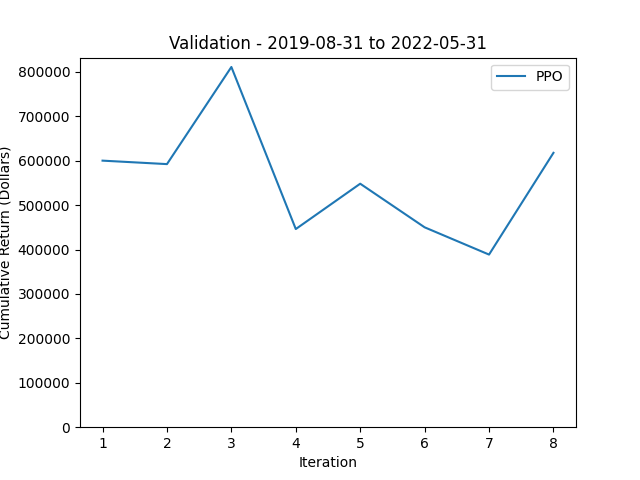 Validation - 2019-08-31 to 2022-05-31
PPO
Cumulative Return (Dollars)
800000
700000
600000
500000
400000
300000
200000
100000
0
1 2 3 4 5 6 7 8
Iteration